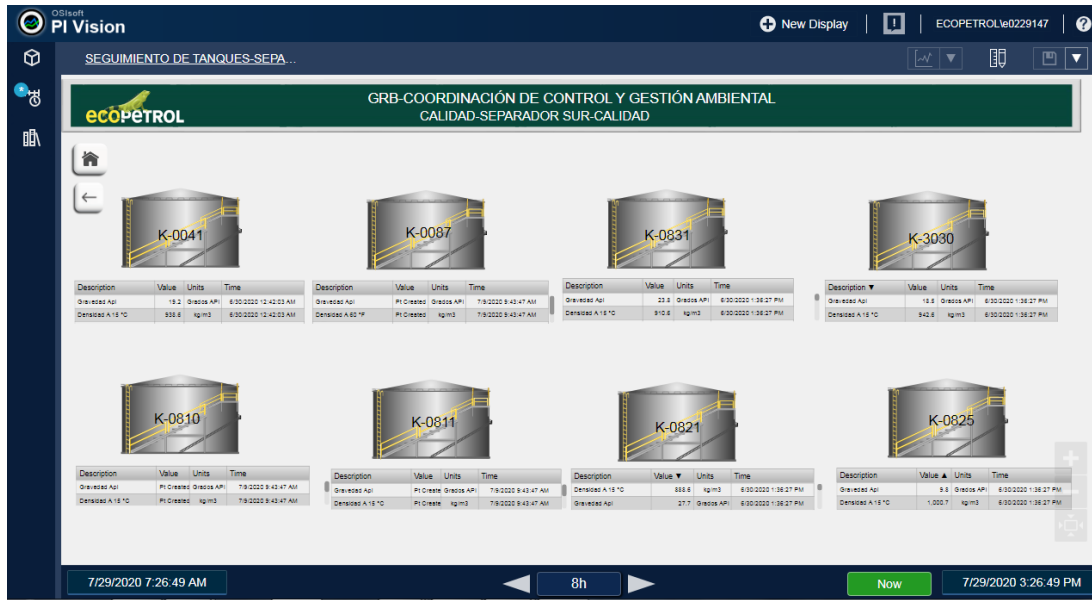 OSIsoft
PI Vision
New Display
ECOPETROL\e0229147
SEGUIMIENTO DE TANQUES-SEPA...
ecopetrol
GRB-COORDINACIÓN DE CONTROL Y GESTIÓN AMBIENTAL
CALIDAD-SEPARADOR SUR-CALIDAD
K-0041
Description Value Units Time
Gravedad Api 19.2 Grados API 6/30/2020 12:42:03 AM
Densidad A 15 °C 938.6 kg/m3 6/30/2020 12:42:03 AM
K-0087
Description Value Units Time
Gravedad Api Pt Created Grados API 7/9/2020 9:43:47 AM
Densidad A 60 °F Pt Created kg/m3 7/9/2020 9:43:47 AM
K-0831
Description Value Units Time
Gravedad Api 23.8 Grados API 6/30/2020 1:36:27 PM
Densidad A 15 °C 910.6 kg/m3 6/30/2020 1:36:27 PM
K-3030
Description ▼ Value Units Time
Gravedad Api 18.6 Grados API 6/30/2020 1:36:27 PM
Densidad A 15 °C 942.6 kg/m3 6/30/2020 1:36:27 PM
K-0810
Description Value Units Time
Gravedad Api Pt Created Grados API 7/9/2020 9:43:47 AM
Densidad A 15 °C Pt Created kg/m3 7/9/2020 9:43:47 AM
K-0811
Description Value Units Time
Gravedad Api Pt Create Grados API 7/9/2020 9:43:47 AM
Densidad A 15 °C Pt Create kg/m3 7/9/2020 9:43:47 AM
K-0821
Description Value ▼ Units Time
Densidad A 15 °C 888.6 kg/m3 6/30/2020 1:36:27 PM
Gravedad Api 27.7 Grados API 6/30/2020 1:36:27 PM
K-0825
Description Value ▲ Units Time
Gravedad Api 9.8 Grados API 6/30/2020 1:36:27 PM
Densidad A 15 °C 1,000.7 kg/m3 6/30/2020 1:36:27 PM
7/29/2020 7:26:49 AM
8h
Now
7/29/2020 3:26:49 PM